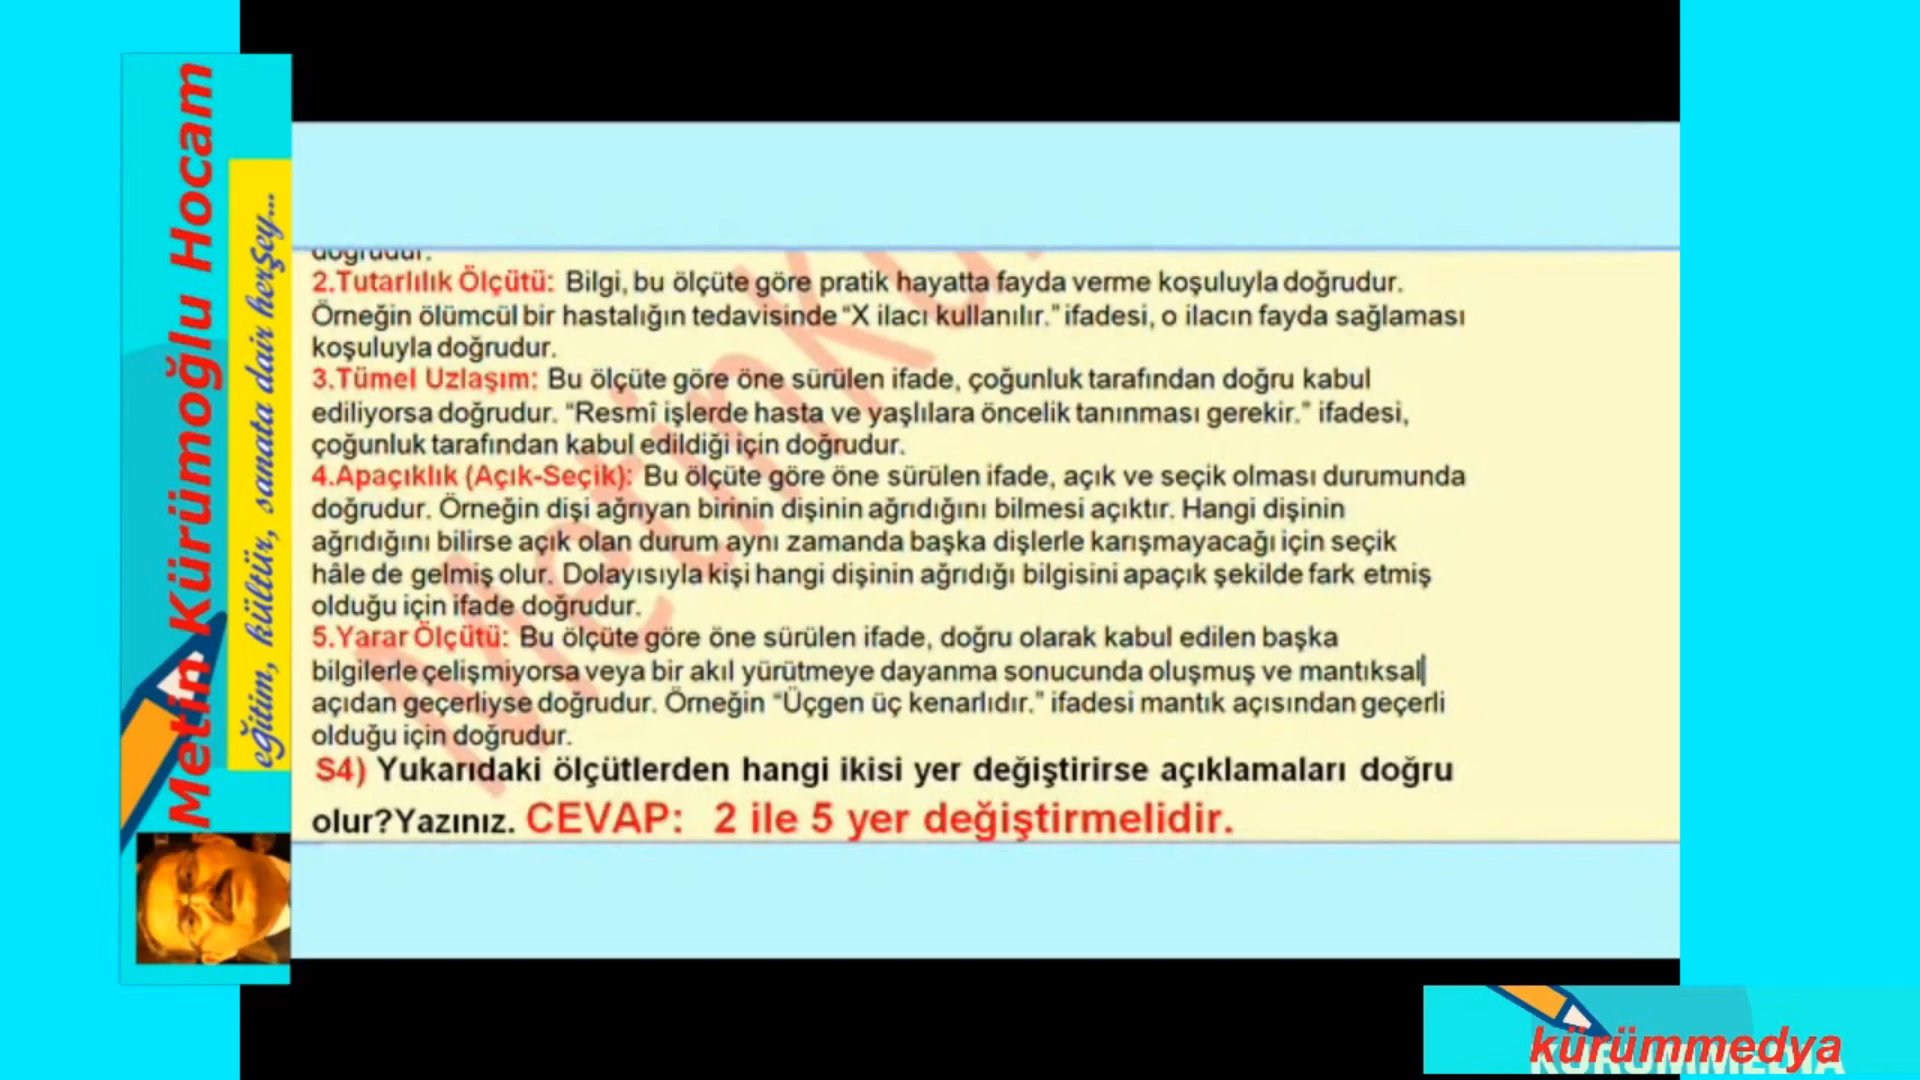 Metin Kürümoğlu Hocam
eğitim, kültür, sanata dair herşey...
doğrudur.
2.Tutarlılık Ölçütü: Bilgi, bu ölçüte göre pratik hayatta fayda verme koşuluyla doğrudur.
Örneğin ölümcül bir hastalığın tedavisinde “X ilacı kullanılır.” ifadesi, o ilacın fayda sağlaması
koşuluyla doğrudur.
3.Tümel Uzlaşım: Bu ölçüte göre öne sürülen ifade, çoğunluk tarafından doğru kabul
ediliyorsa doğrudur. “Resmî işlerde hasta ve yaşlılara öncelik tanınması gerekir.” ifadesi,
çoğunluk tarafından kabul edildiği için doğrudur.
4.Apaçıklık (Açık-Seçik): Bu ölçüte göre öne sürülen ifade, açık ve seçik olması durumunda
doğrudur. Örneğin dişi ağrıyan birinin dişinin ağrıdığını bilmesi açıktır. Hangi dişinin
ağrıdığını bilirse açık olan durum aynı zamanda başka dişlerle karışmayacağı için seçik
hâle de gelmiş olur. Dolayısıyla kişi hangi dişinin ağrıdığı bilgisini apaçık şekilde fark etmiş
olduğu için ifade doğrudur.
5.Yarar Ölçütü: Bu ölçüte göre öne sürülen ifade, doğru olarak kabul edilen başka
bilgilerle çelişmiyorsa veya bir akıl yürütmeye dayanma sonucunda oluşmuş ve mantıksal
açıdan geçerliyse doğrudur. Örneğin “Üçgen üç kenarlıdır.” ifadesi mantık açısından geçerli
olduğu için doğrudur.
S4) Yukarıdaki ölçütlerden hangi ikisi yer değiştirirse açıklamaları doğru
olur?Yazınız. CEVAP: 2 ile 5 yer değiştirmelidir.
kürümmedya
KÜRÜMMEDYA